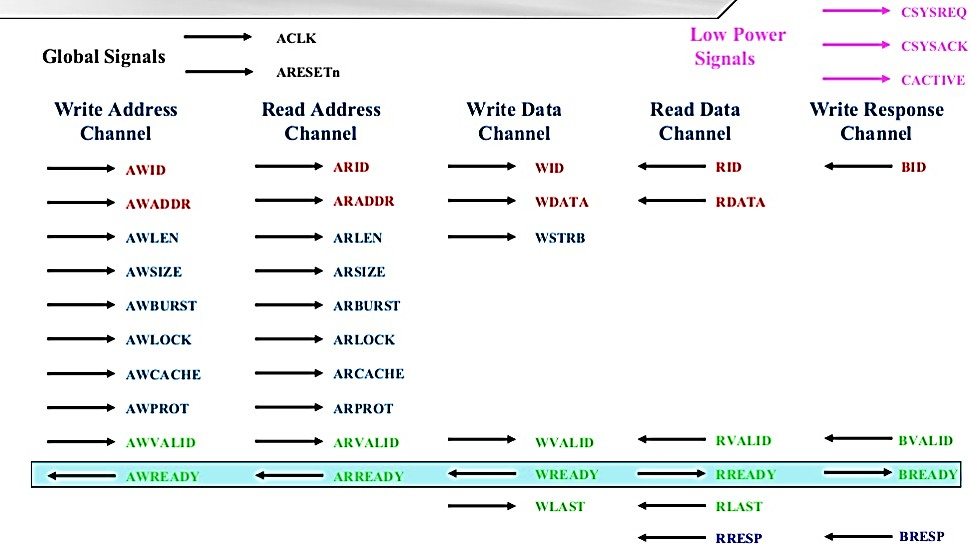 CSYSREQ
Low Power
Signals
CSYSACK
CACTIVE
Global Signals
ACLK
ARESETn
Write Address
Channel
Read Address
Channel
Write Data
Channel
Read Data
Channel
Write Response
Channel
AWID ARID WID RID BID
AWADDR ARADDR WDATA RDATA
AWLEN ARLEN WSTRB
AWSIZE ARSIZE
AWBURST ARBURST
AWLOCK ARLOCK
AWCACHE ARCACHE
AWPROT ARPROT
AWVALID ARVALID WVALID RVALID BVALID
AWREADY ARREADY WREADY RREADY BREADY
WLAST RLAST
RRESP BRESP